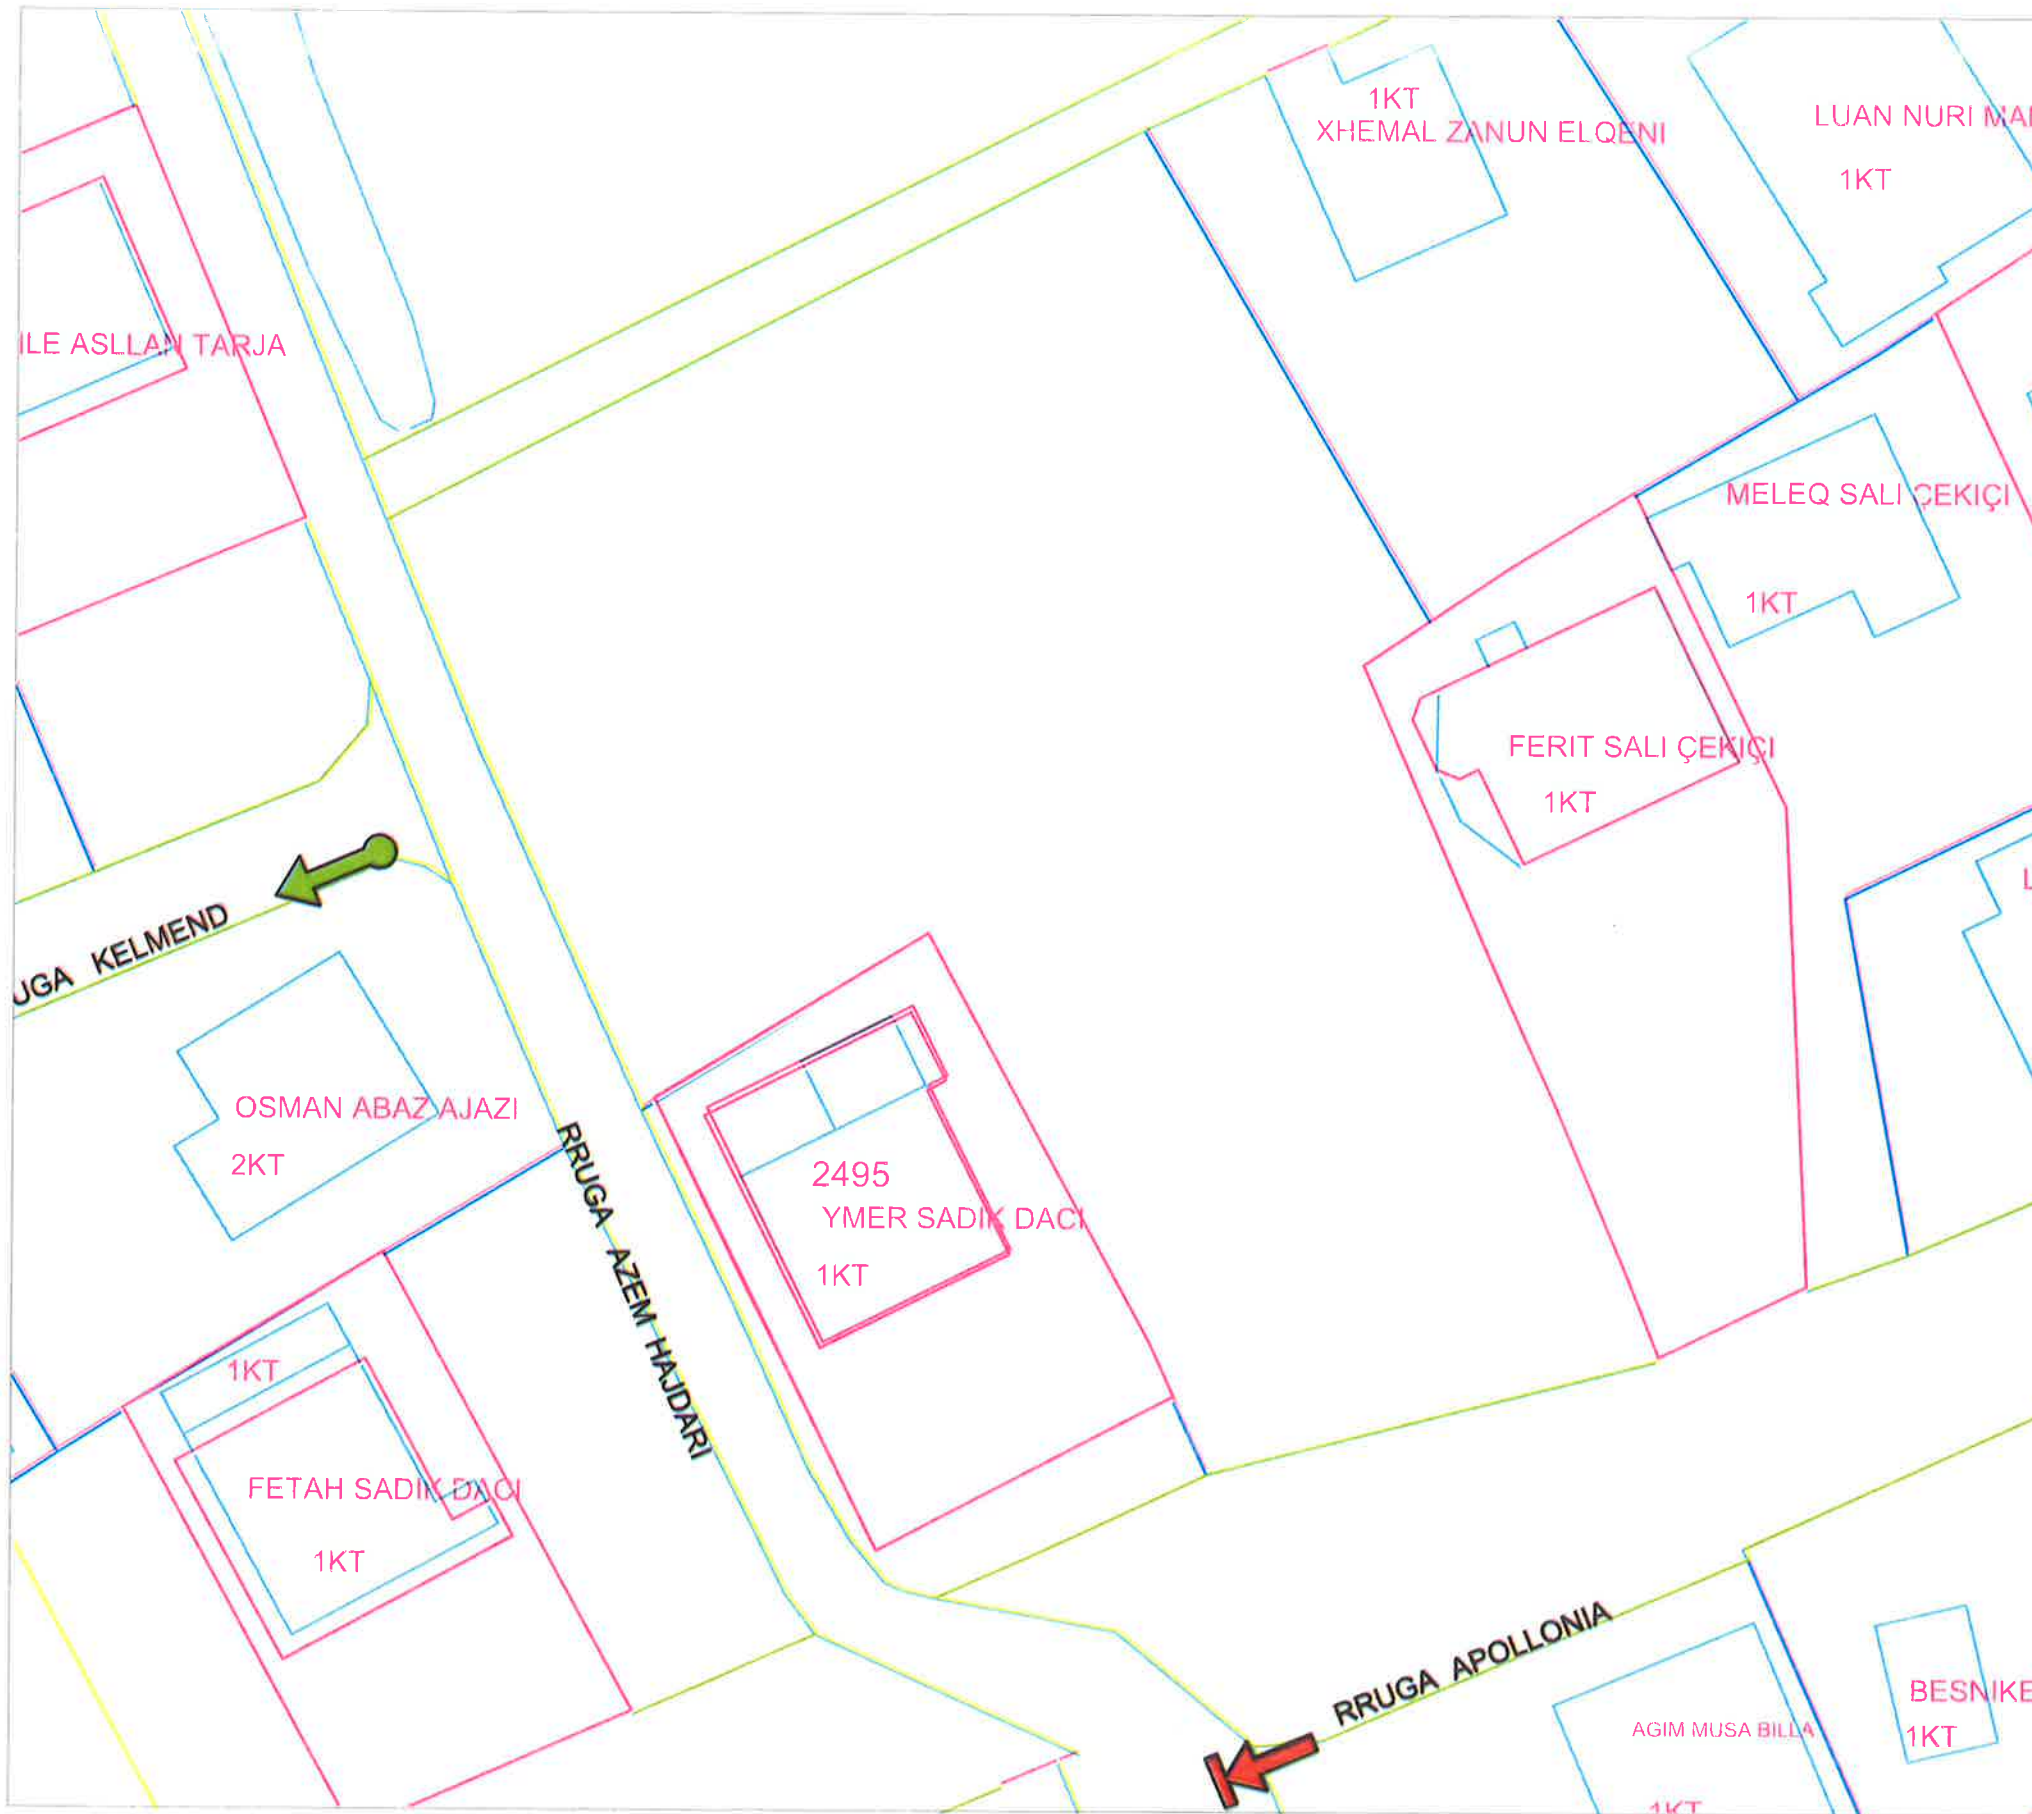 1KT
XHEMAL ZANUN ELQENI
LUAN NURI
1KT
ILE ASLLAN TARJA
MELEQ SALI ÇEKIÇI
1KT
FERIT SALI ÇEKIÇI
1KT
KELMEND
OSMAN ABAZ AJAZI
2KT
RRUGA AZEM HAJDARI
2495
YMER SADIK DACI
1KT
1KT
FETAH SADIK DACI
1KT
RRUGA APOLLONIA
AGIM MUSA BILLA
BESNIKE
1KT
1KT